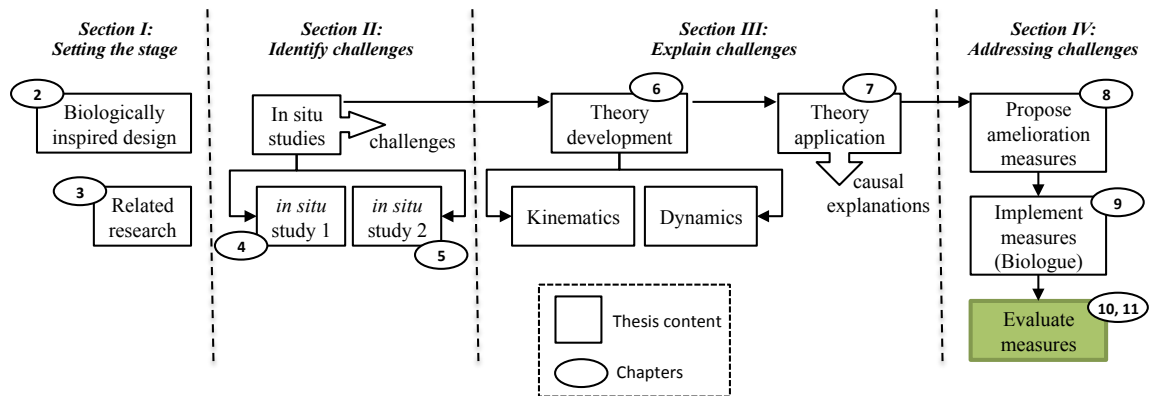 Section I:
Setting the stage
2
Biologically
inspired design
3
Related
research
Section II:
Identify challenges
In situ
studies
challenges
in situ
study 1
4
in situ
study 2
5
Section III:
Explain challenges
6
Theory
development
Kinematics
Dynamics
7
Theory
application
causal
explanations
Section IV:
Addressing challenges
8
Propose
amelioration
measures
9
Implement
measures
(Biologue)
10, 11
Evaluate
measures
Thesis content
Chapters